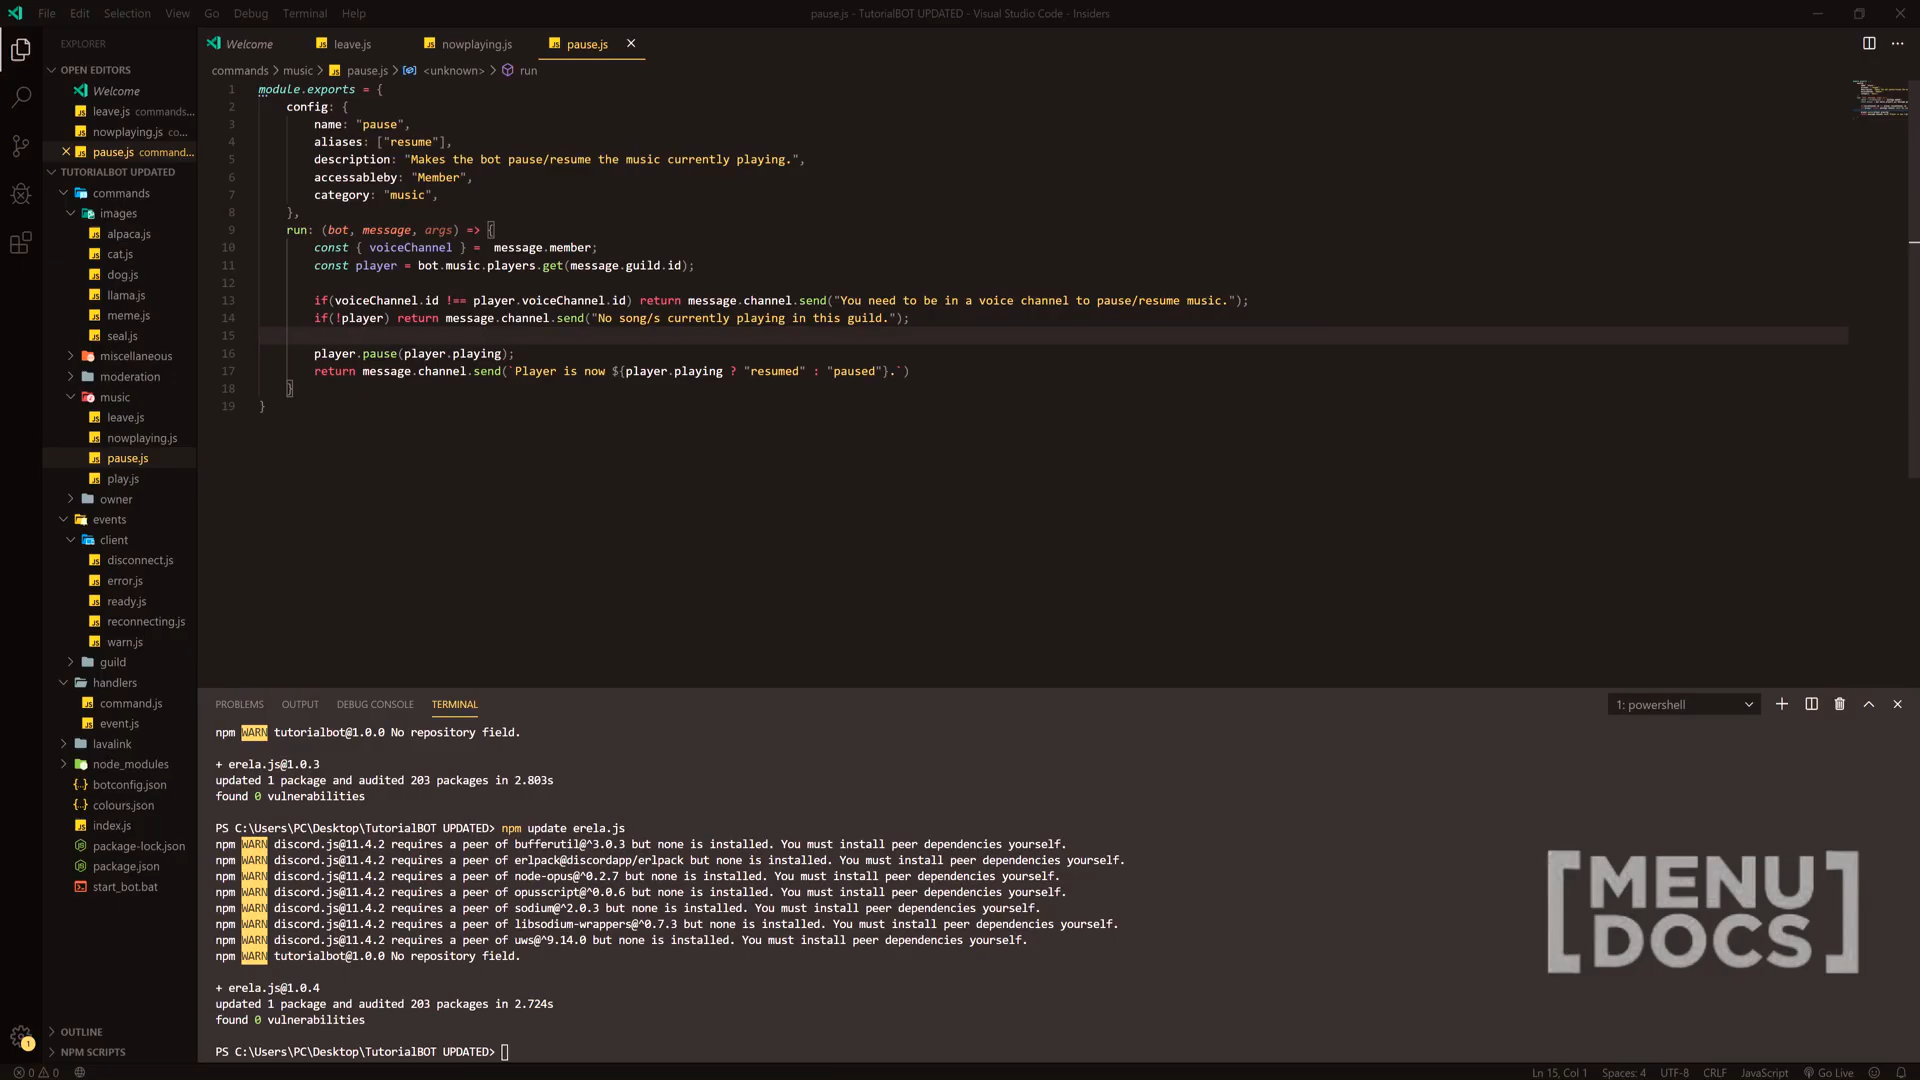 File Edit Selection View Go Debug Terminal Help
pause.js - TutorialBOT UPDATED - Visual Studio Code - Insiders
EXPLORER
OPEN EDITORS
Welcome
leave.js commands...
nowplaying.js co...
pause.js command...
TUTORIALBOT UPDATED
commands
images
alpaca.js
cat.js
dog.js
llama.js
meme.js
seal.js
miscellaneous
moderation
music
leave.js
nowplaying.js
pause.js
play.js
owner
events
client
disconnect.js
error.js
ready.js
reconnecting.js
warn.js
guild
handlers
command.js
event.js
lavalink
node_modules
botconfig.json
colours.json
index.js
package-lock.json
package.json
start_bot.bat
OUTLINE
NPM SCRIPTS
Welcome leave.js nowplaying.js pause.js
commands > music > pause.js > <unknown> > run
1 module.exports = {
2 config: {
3 name: "pause",
4 aliases: ["resume"],
5 description: "Makes the bot pause/resume the music currently playing.",
6 accessableby: "Member",
7 category: "music",
8 },
9 run: (bot, message, args) => {
10 const { voiceChannel } = message.member;
11 const player = bot.music.players.get(message.guild.id);
12
13 if(voiceChannel.id !== player.voiceChannel.id) return message.channel.send("You need to be in a voice channel to pause/resume music.");
14 if(!player) return message.channel.send("No song/s currently playing in this guild.");
15
16 player.pause(player.playing);
17 return message.channel.send(`Player is now ${player.playing ? "resumed" : "paused"}.`)
18 }
19 }
PROBLEMS OUTPUT DEBUG CONSOLE TERMINAL
1: powershell
npm WARN tutorialbot@1.0.0 No repository field.
+ erela.js@1.0.3
updated 1 package and audited 203 packages in 2.803s
found 0 vulnerabilities
PS C:\Users\PC\Desktop\TutorialBOT UPDATED> npm update erela.js
npm WARN discord.js@11.4.2 requires a peer of bufferutil@^3.0.3 but none is installed. You must install peer dependencies yourself.
npm WARN discord.js@11.4.2 requires a peer of erlpack@discordapp/erlpack but none is installed. You must install peer dependencies yourself.
npm WARN discord.js@11.4.2 requires a peer of node-opus@^0.2.7 but none is installed. You must install peer dependencies yourself.
npm WARN discord.js@11.4.2 requires a peer of opusscript@^0.0.6 but none is installed. You must install peer dependencies yourself.
npm WARN discord.js@11.4.2 requires a peer of sodium@^2.0.3 but none is installed. You must install peer dependencies yourself.
npm WARN discord.js@11.4.2 requires a peer of libsodium-wrappers@^0.7.3 but none is installed. You must install peer dependencies yourself.
npm WARN discord.js@11.4.2 requires a peer of uws@^9.14.0 but none is installed. You must install peer dependencies yourself.
npm WARN tutorialbot@1.0.0 No repository field.
+ erela.js@1.0.4
updated 1 package and audited 203 packages in 2.724s
found 0 vulnerabilities
PS C:\Users\PC\Desktop\TutorialBOT UPDATED>
[MENU
DOCS]
1
0 0
Ln 15, Col 1 Spaces: 4 UTF-8 CRLF JavaScript Go Live